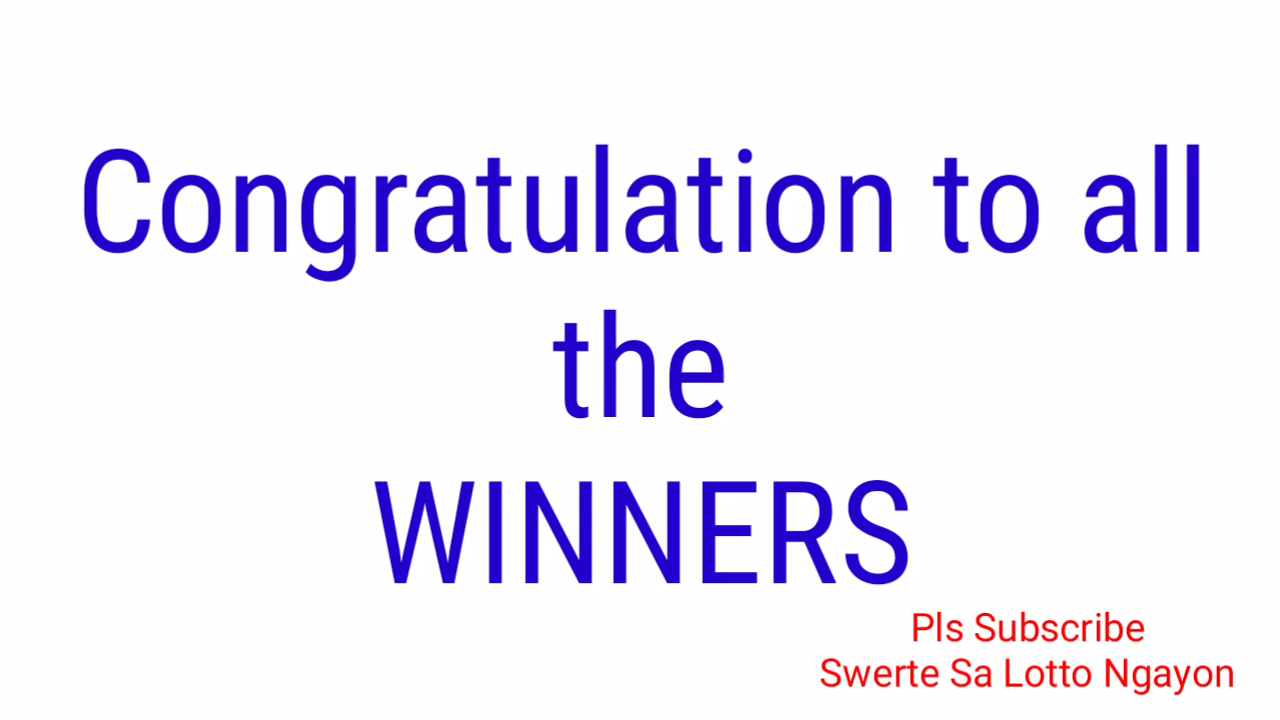 Congratulation to all
the
WINNERS
Pls Subscribe
Swerte Sa Lotto Ngayon